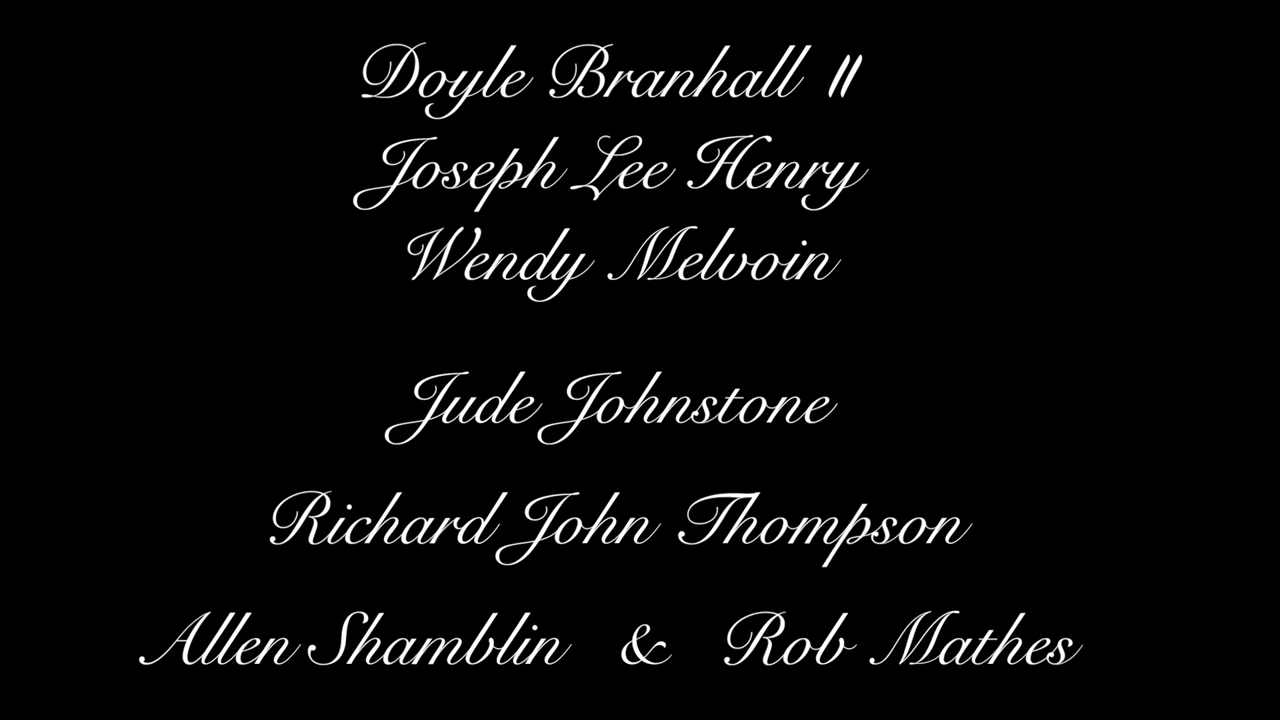 Doyle Branhall II
Joseph Lee Henry
Wendy Melvoin
Jude Johnstone
Richard John Thompson
Allen Shamblin & Rob Mathes